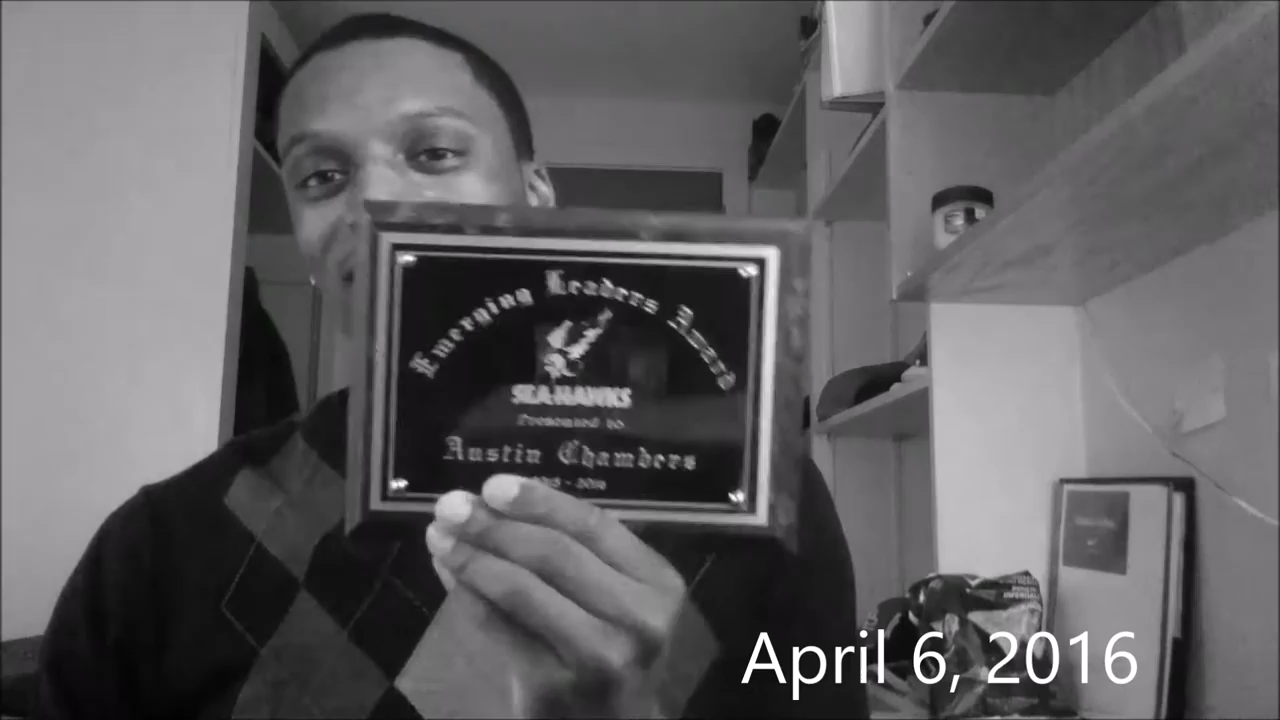 Emerging Leaders Award
SEAHAWKS
Presented to
Austin Chambers
April 6, 2016